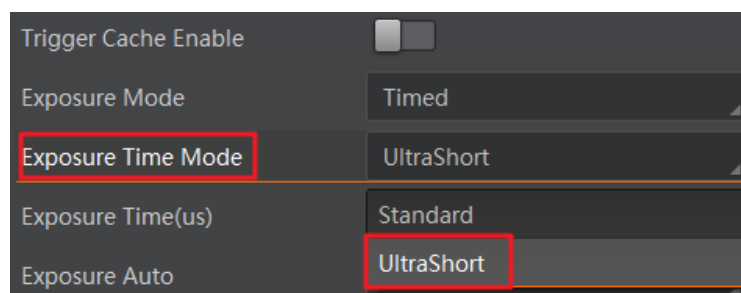 Trigger Cache Enable
Exposure Mode Timed
Exposure Time Mode UltraShort
Exposure Time(us) Standard
Exposure Auto UltraShort